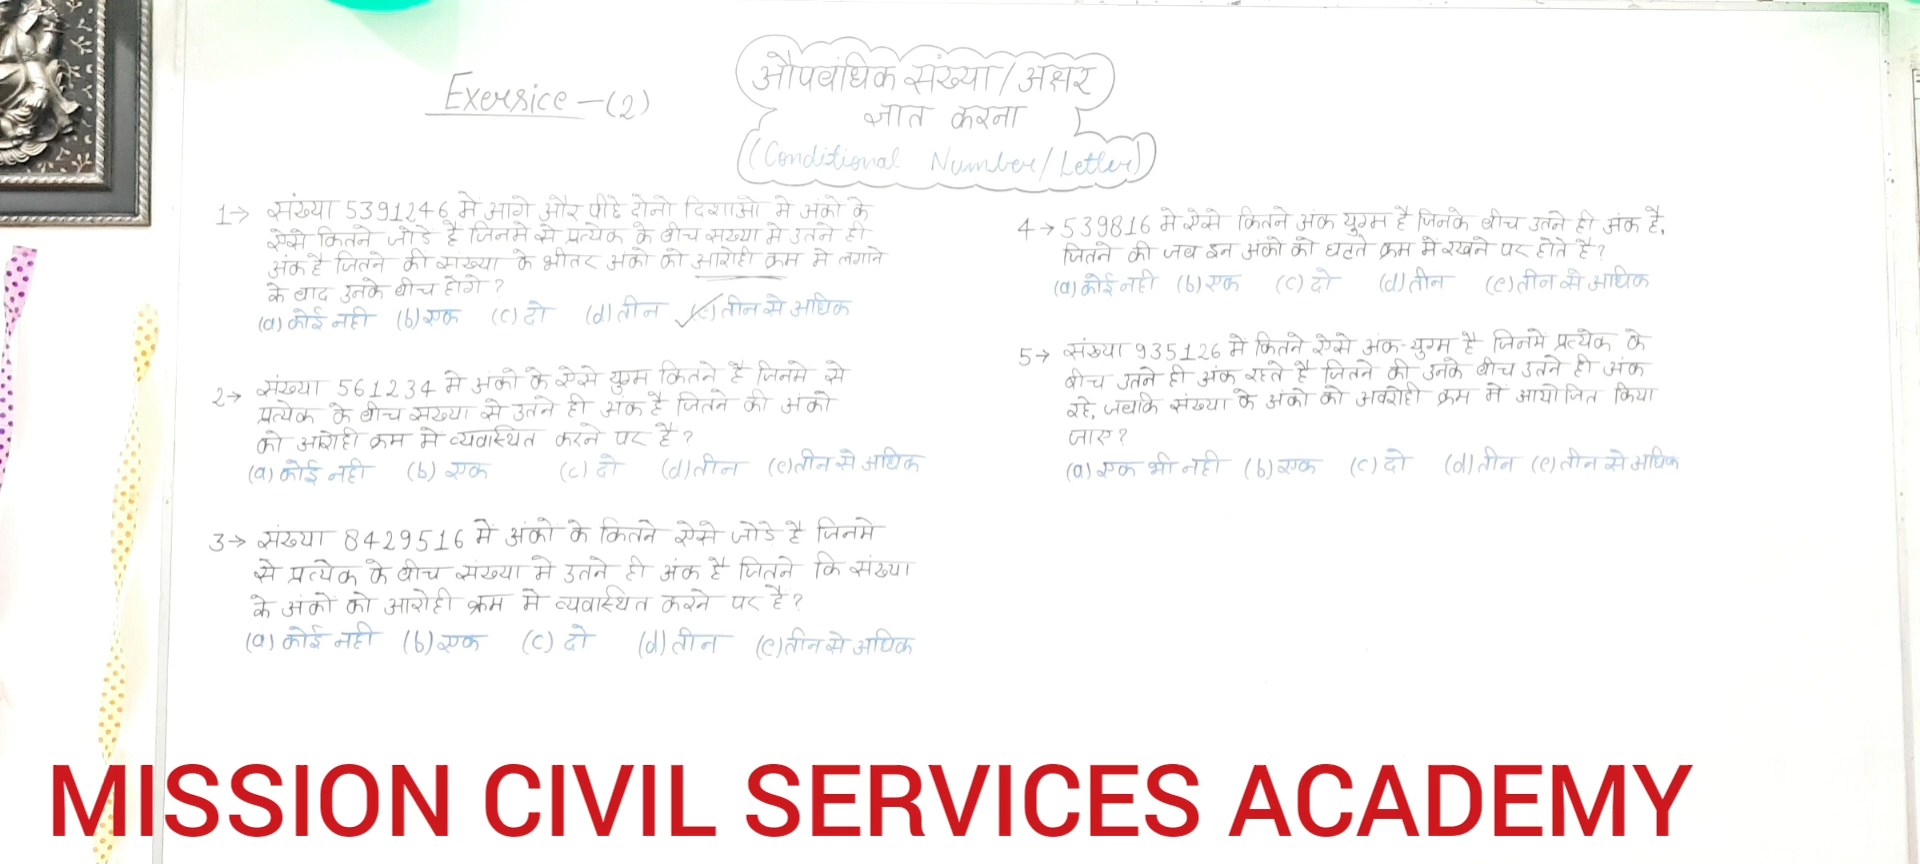 Exersice - (2)
औपबंधिक संख्या / अक्षर
ज्ञात करना
(Conditional Number/Letter)
1→ संख्या 5391246 मे आगे और पीछे दोनो दिशाओ मे अंको के
ऐसे कितने जोडे है जिनमे से प्रत्येक के बीच संख्या मे उतने ही
अंक है जितने की संख्या के भीतर अंको को आरोही क्रम मे लगाने
के बाद उनके बीच होगे ?
(a) कोई नही (b) एक (c) दो (d) तीन (e) तीन से अधिक
2→ संख्या 561234 मे अंको के ऐसे युग्म कितने है जिनमे से
प्रत्येक के बीच संख्या से उतने ही अंक है जितने की अंको
को आरोही क्रम मे व्यवास्थित करने पर है ?
(a) कोई नही (b) एक (c) दो (d) तीन (e) तीन से अधिक
3→ संख्या 8429516 में अंको के कितने ऐसे जोडे है जिनमे
से प्रत्येक के बीच संख्या मे उतने ही अंक है जितने कि संख्या
के अंको को आरोही क्रम मे व्यवास्थित करने पर है ?
(a) कोई नही (b) एक (c) दो (d) तीन (e) तीन से अधिक
4→ 539816 मे ऐसे कितने अंक युग्म है जिनके बीच उतने ही अंक है,
जितने की जब इन अंको को घटते क्रम मे रखने पर होते है ?
(a) कोई नही (b) एक (c) दो (d) तीन (e) तीन से अधिक
5→ संख्या 935126 मे कितने ऐसे अंक-युग्म है जिनमे प्रत्येक के
बीच उतने ही अंक रहते है जितने की उनके बीच उतने ही अंक
रहे, जबकि संख्या के अंको को अवरोही क्रम में आयोजित किया
जाए ?
(a) एक भी नही (b) एक (c) दो (d) तीन (e) तीन से अधिक
MISSION CIVIL SERVICES ACADEMY